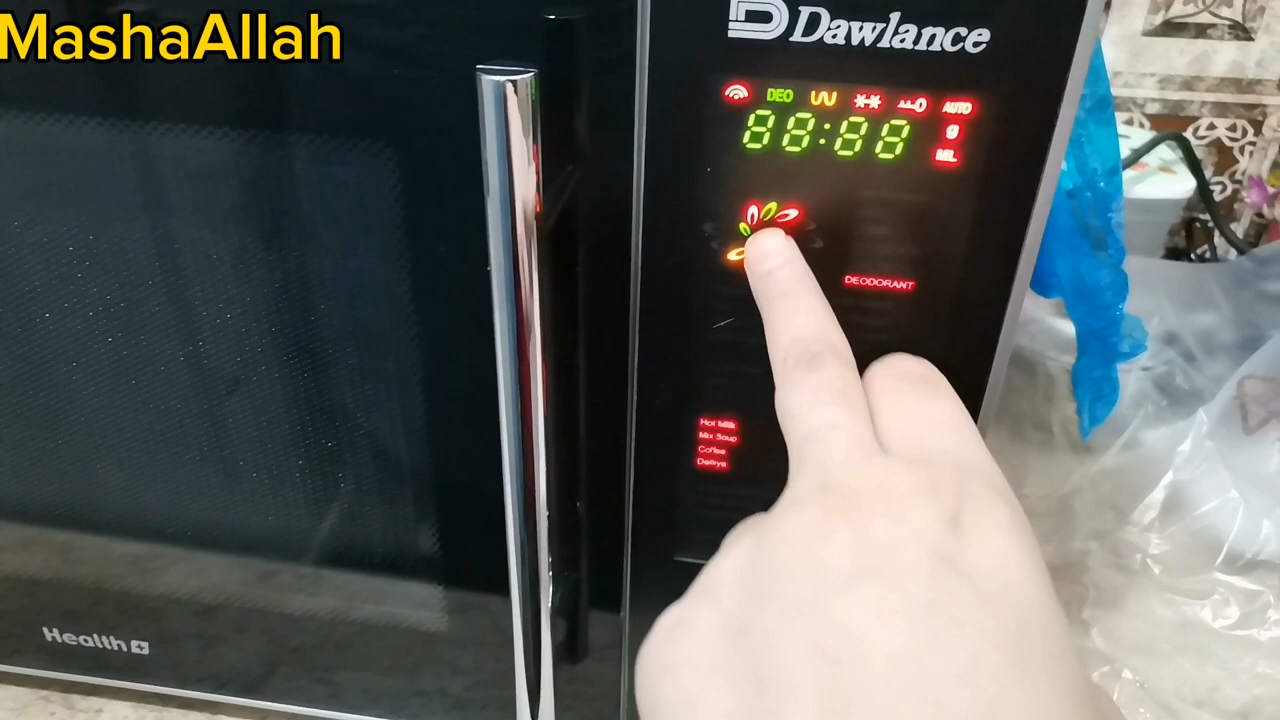 MashaAllah
Dawlance
DEO
AUTO
88:88
g
ML
DEODORANT
Hot Milk
Mix Soup
Coffee
Daliya
Health+